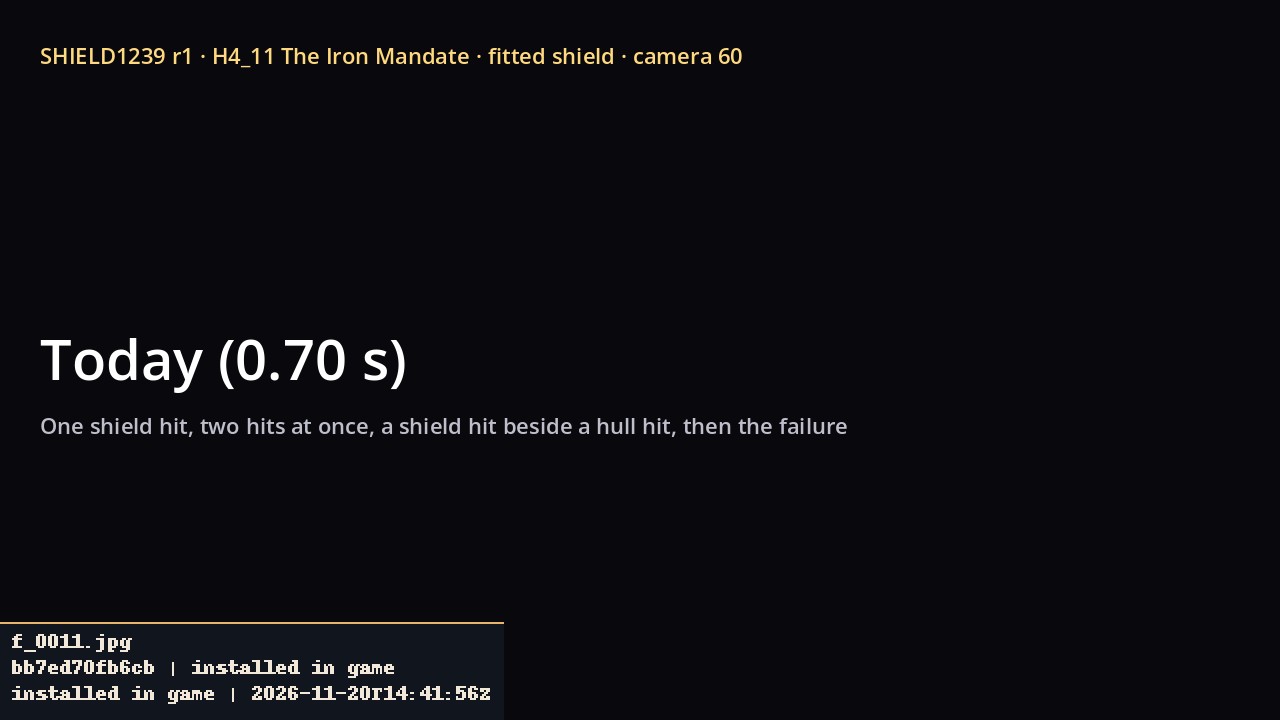 SHIELD1239 r1 · H4_11 The Iron Mandate · fitted shield · camera 60
Today (0.70 s)
One shield hit, two hits at once, a shield hit beside a hull hit, then the failure
f_0011.jpg
bb7ed70fb6cb | installed in game
installed in game | 2026-11-20T14:41:56Z